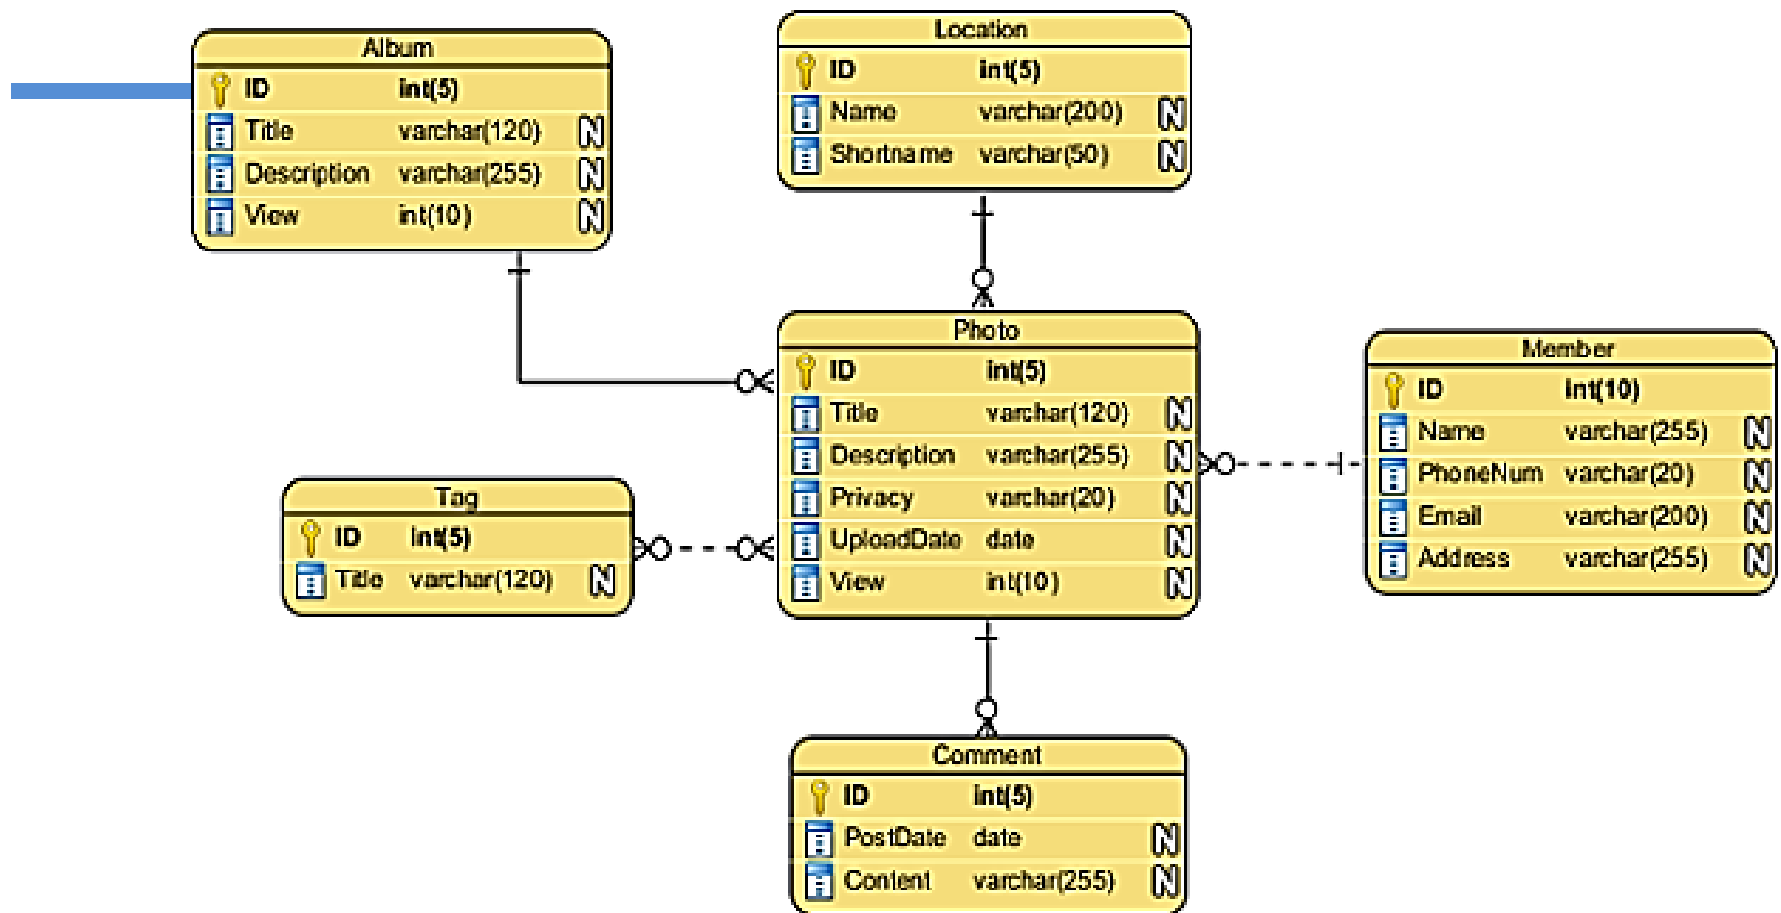 Album
ID int(5)
Title varchar(120) N
Description varchar(255) N
View int(10) N
Location
ID int(5)
Name varchar(200) N
Shortname varchar(50) N
Photo
ID int(5)
Title varchar(120) N
Description varchar(255) N
Privacy varchar(20) N
UploadDate date N
View int(10) N
Member
ID int(10)
Name varchar(255) N
PhoneNum varchar(20) N
Email varchar(200) N
Address varchar(255) N
Tag
ID int(5)
Title varchar(120) N
Comment
ID int(5)
PostDate date N
Content varchar(255) N